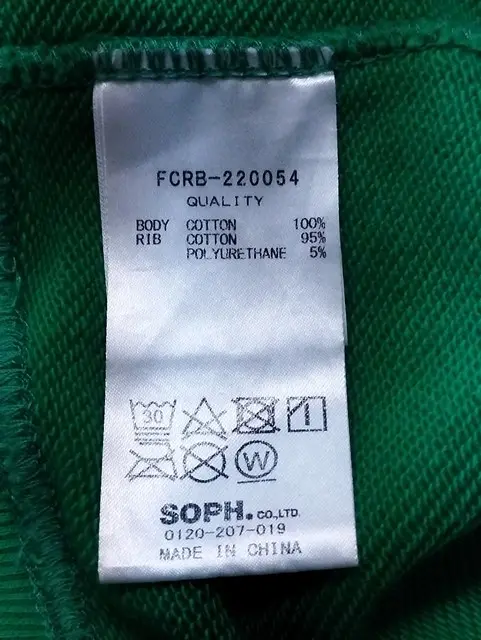 FCRB-220054
QUALITY
BODY COTTON 100%
RIB COTTON 95%
POLYURETHANE 5%
30
W
SOPH. CO.,LTD.
0120-207-019
MADE IN CHINA